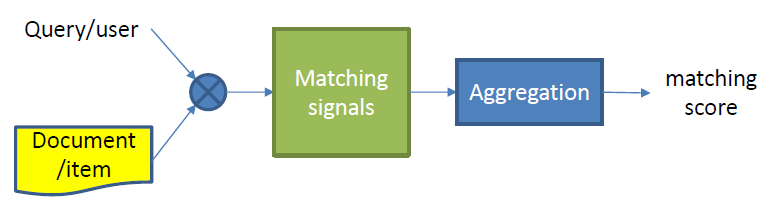 Query/user
Document
/item
Matching
signals
Aggregation
matching
score